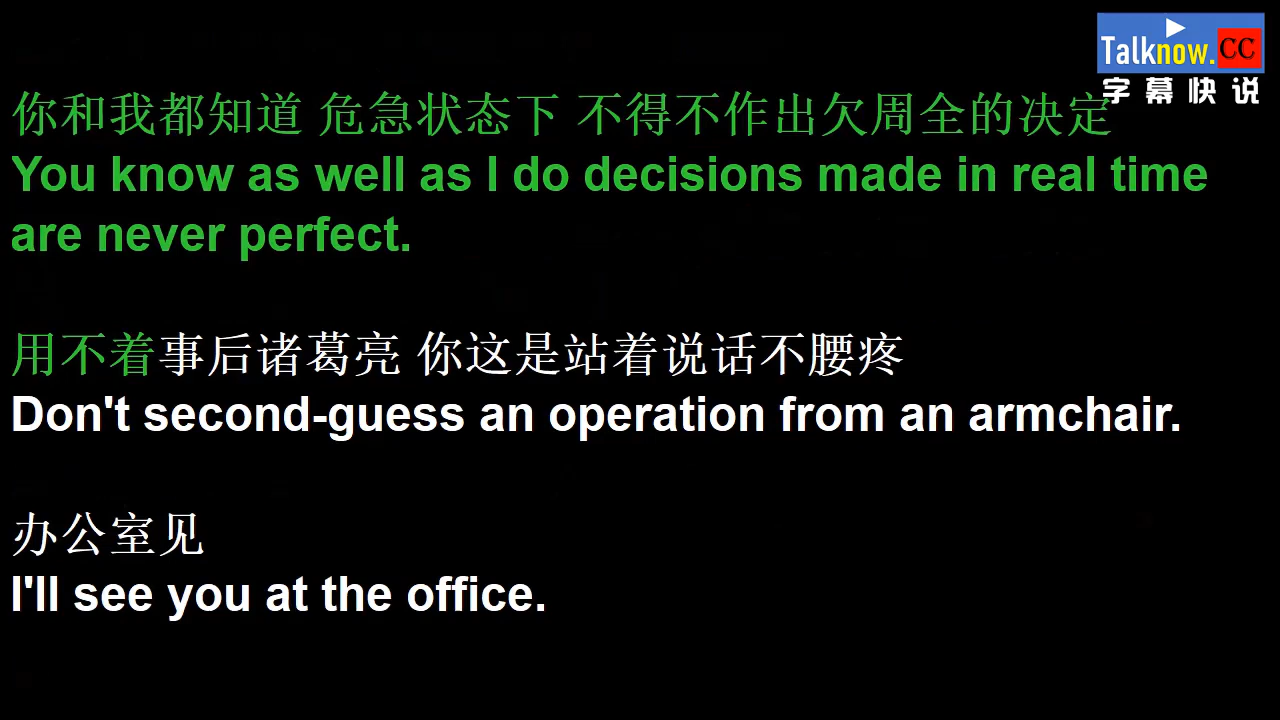 Talknow.CC
字幕快说
你和我都知道 危急状态下 不得不作出欠周全的决定
You know as well as I do decisions made in real time
are never perfect.
用不着事后诸葛亮 你这是站着说话不腰疼
Don't second-guess an operation from an armchair.
办公室见
I'll see you at the office.